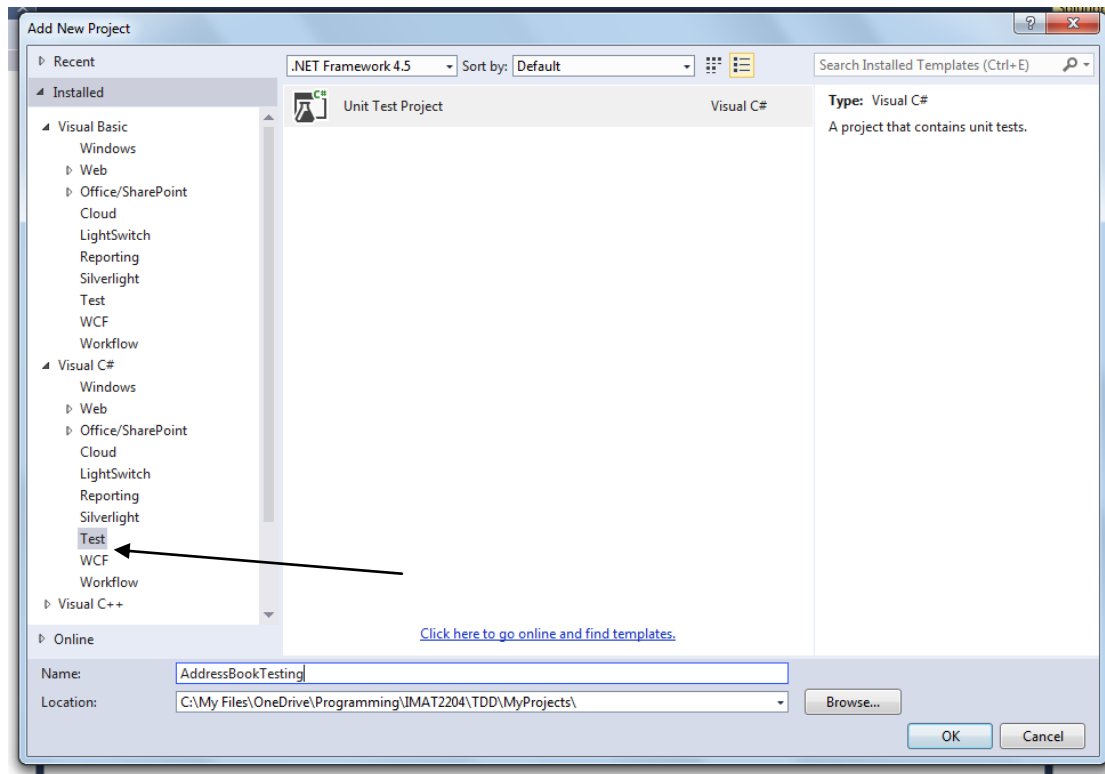 Solution
Add New Project
Recent
.NET Framework 4.5 Sort by: Default Search Installed Templates (Ctrl+E)
Installed
Visual Basic
Windows
Web
Office/SharePoint
Cloud
LightSwitch
Reporting
Silverlight
Test
WCF
Workflow
Visual C#
Windows
Web
Office/SharePoint
Cloud
LightSwitch
Reporting
Silverlight
Test
WCF
Workflow
Visual C++
Online
C# Unit Test Project Visual C#
Click here to go online and find templates.
Type: Visual C#
A project that contains unit tests.
Name: AddressBookTesting
Location: C:\My Files\OneDrive\Programming\IMAT2204\TDD\MyProjects\ Browse...
OK Cancel